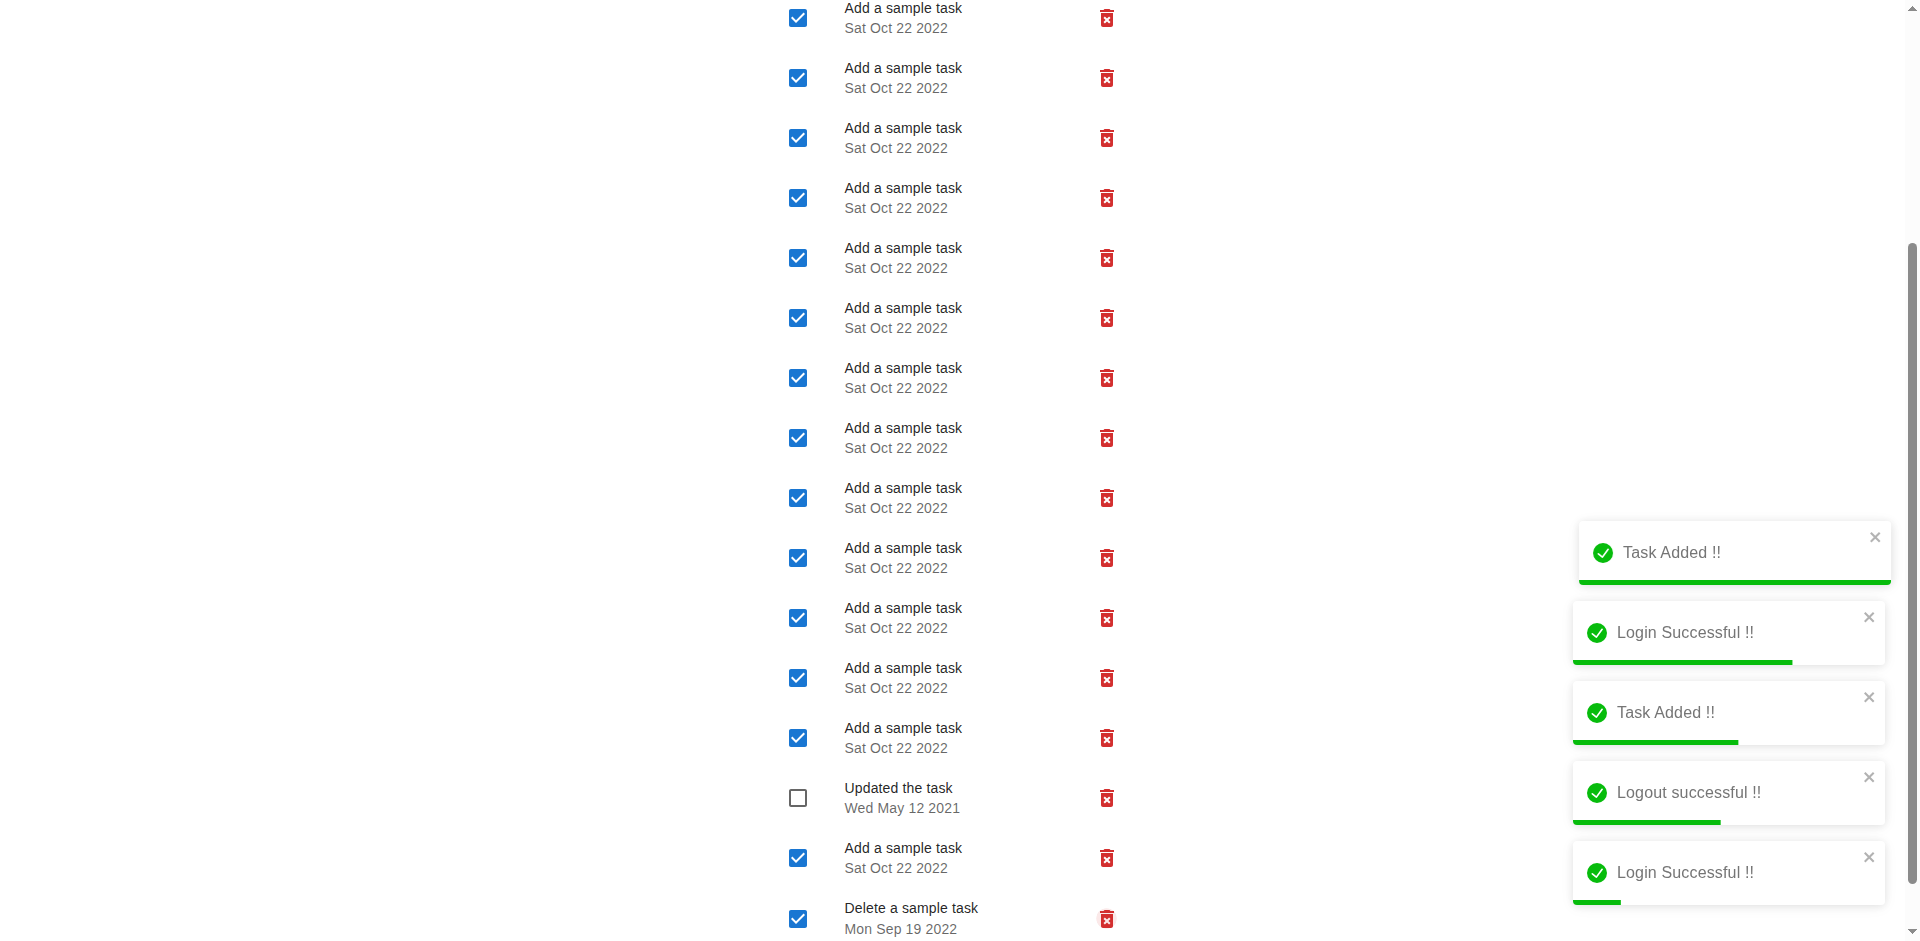 Add a sample task
Sat Oct 22 2022
Add a sample task
Sat Oct 22 2022
Add a sample task
Sat Oct 22 2022
Add a sample task
Sat Oct 22 2022
Add a sample task
Sat Oct 22 2022
Add a sample task
Sat Oct 22 2022
Add a sample task
Sat Oct 22 2022
Add a sample task
Sat Oct 22 2022
Add a sample task
Sat Oct 22 2022
Add a sample task
Sat Oct 22 2022
Add a sample task
Sat Oct 22 2022
Add a sample task
Sat Oct 22 2022
Add a sample task
Sat Oct 22 2022
Updated the task
Wed May 12 2021
Add a sample task
Sat Oct 22 2022
Delete a sample task
Mon Sep 19 2022
Task Added !!
Login Successful !!
Task Added !!
Logout successful !!
Login Successful !!